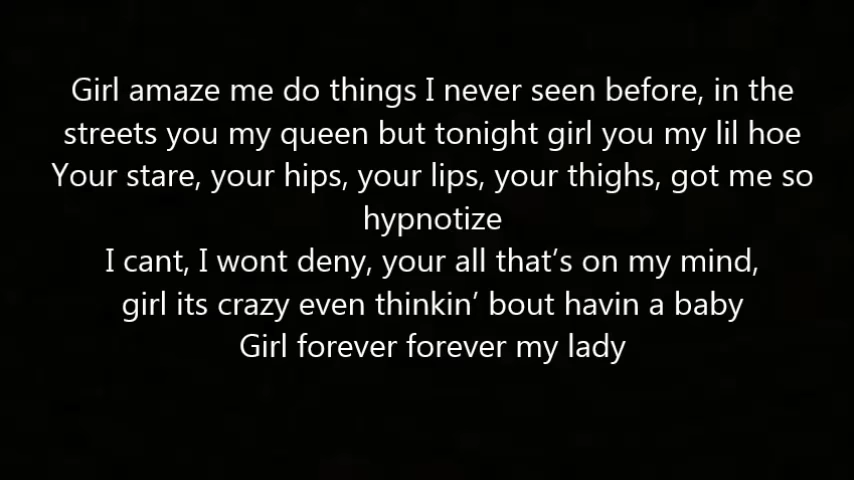 Girl amaze me do things I never seen before, in the
streets you my queen but tonight girl you my lil hoe
Your stare, your hips, your lips, your thighs, got me so
hypnotize
I cant, I wont deny, your all that’s on my mind,
girl its crazy even thinkin’ bout havin a baby
Girl forever forever my lady